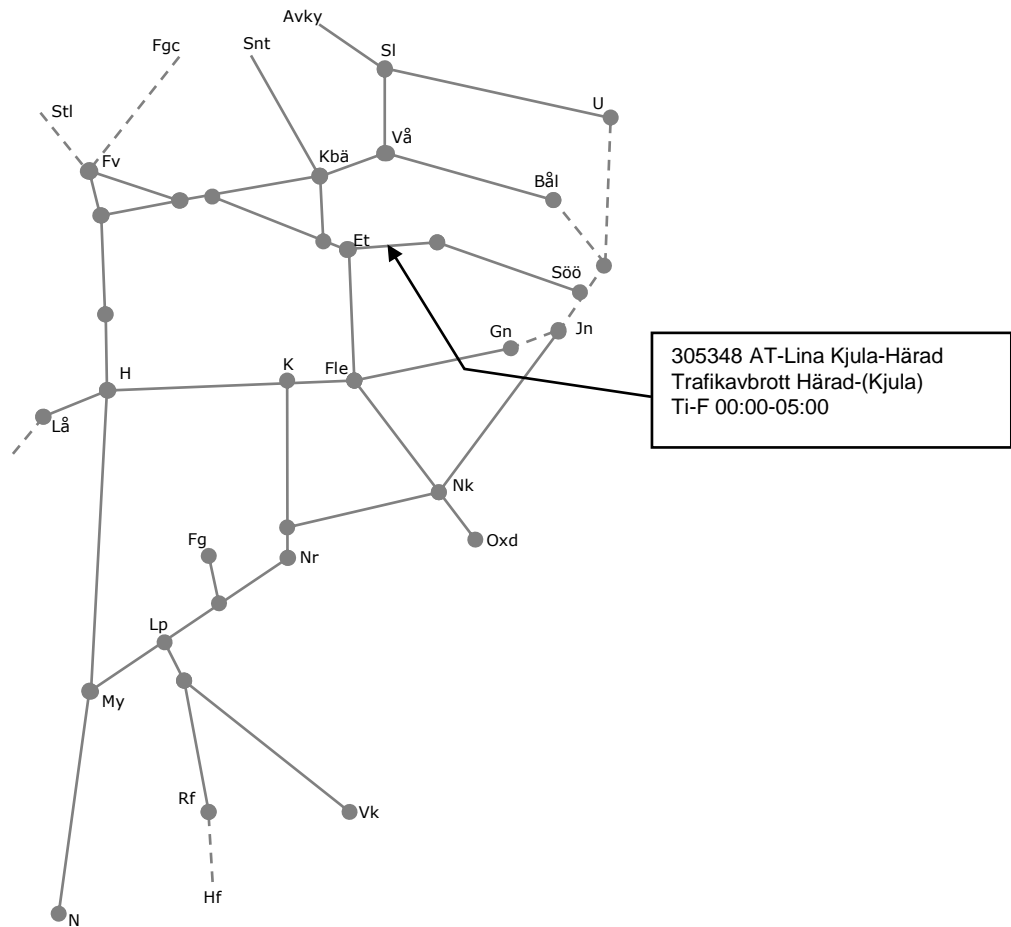 Avky
Fgc
Snt
Sl
Stl
U
Vå
Fv
Kbä
Bål
Et
Söö
Gn
Jn
H
K
Fle
305348 AT-Lina Kjula-Härad
Trafikavbrott Härad-(Kjula)
Ti-F 00:00-05:00
Lå
Nk
Fg
Oxd
Nr
Lp
My
Rf
Vk
Hf
N